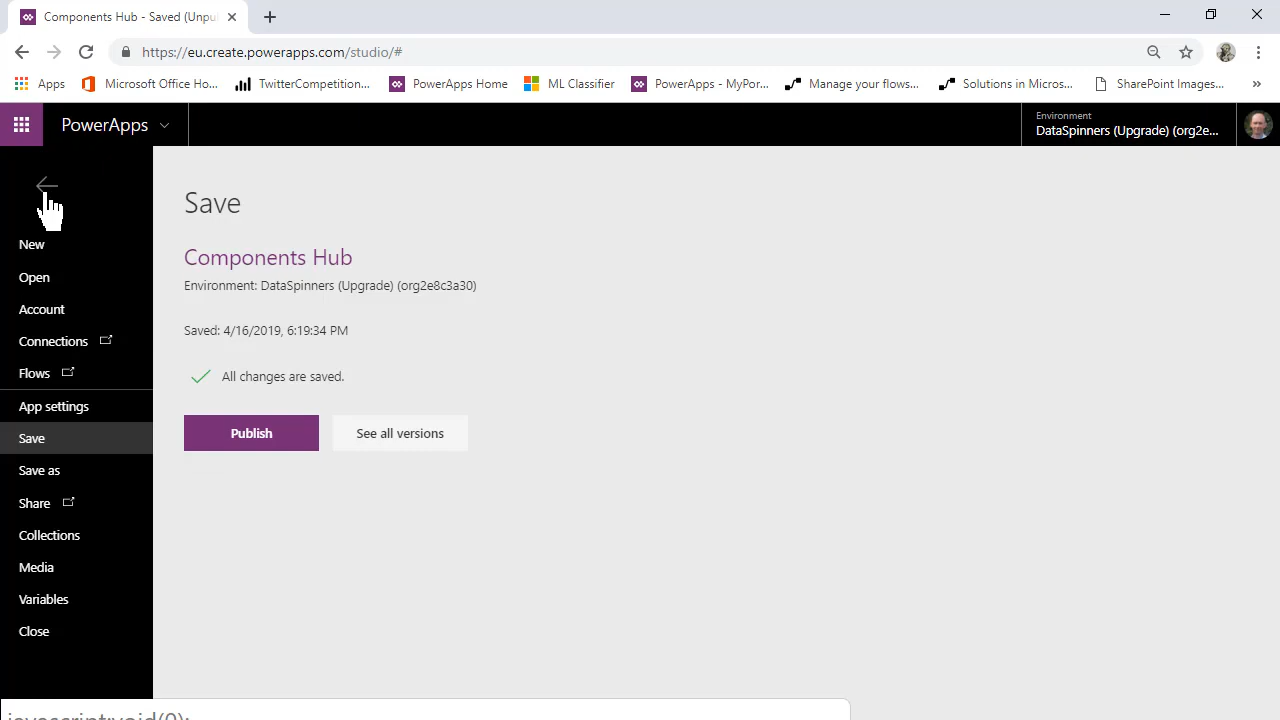 Components Hub - Saved (Unpu
https://eu.create.powerapps.com/studio/#
Apps
Microsoft Office Ho...
TwitterCompetition...
PowerApps Home
ML Classifier
PowerApps - MyPor...
Manage your flows...
Solutions in Micros...
SharePoint Images...
»
PowerApps
Environment
DataSpinners (Upgrade) (org2e...
Save
Components Hub
Environment: DataSpinners (Upgrade) (org2e8c3a30)
Saved: 4/16/2019, 6:19:34 PM
All changes are saved.
Publish
See all versions
New
Open
Account
Connections
Flows
App settings
Save
Save as
Share
Collections
Media
Variables
Close
javascript:void(0);